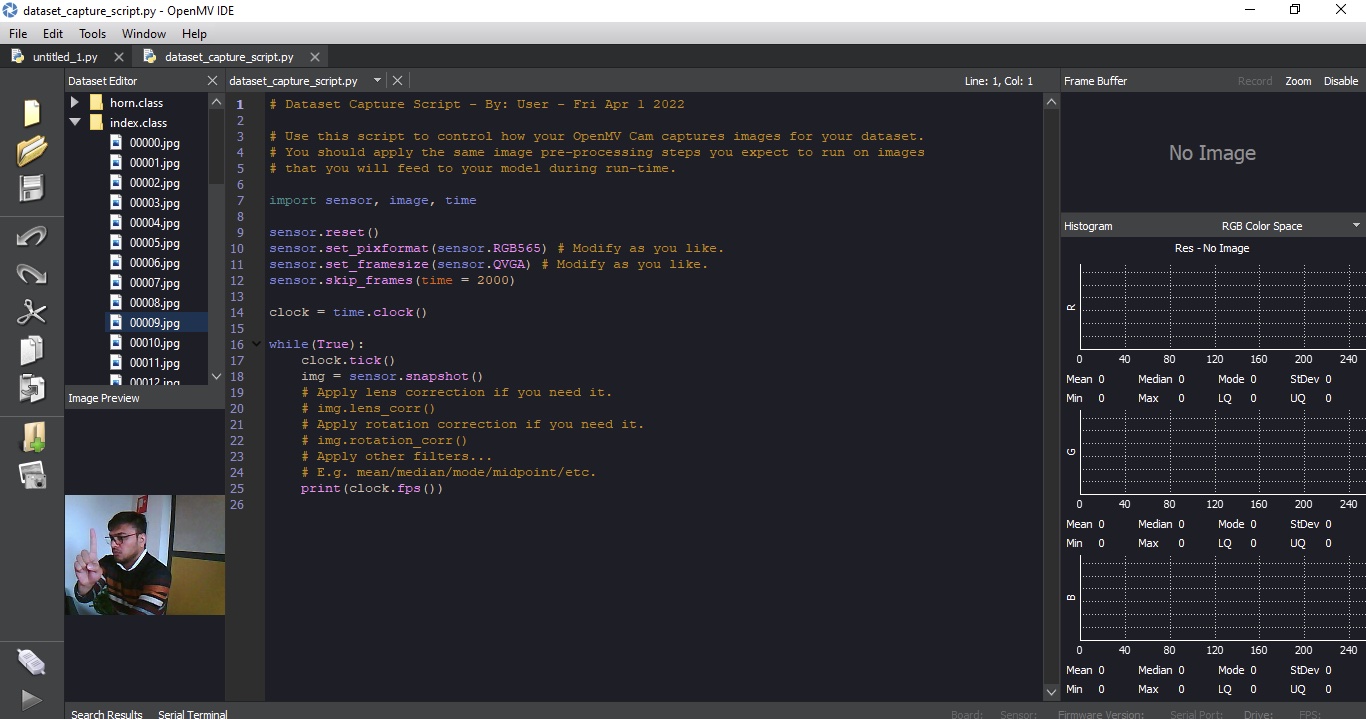 dataset_capture_script.py - OpenMV IDE
File Edit Tools Window Help
untitled_1.py dataset_capture_script.py
Dataset Editor
horn.class
index.class
00000.jpg
00001.jpg
00002.jpg
00003.jpg
00004.jpg
00005.jpg
00006.jpg
00007.jpg
00008.jpg
00009.jpg
00010.jpg
00011.jpg
00012.jpg
Image Preview
dataset_capture_script.py Line: 1, Col: 1
1 # Dataset Capture Script - By: User - Fri Apr 1 2022
2
3 # Use this script to control how your OpenMV Cam captures images for your dataset.
4 # You should apply the same image pre-processing steps you expect to run on images
5 # that you will feed to your model during run-time.
6
7 import sensor, image, time
8
9 sensor.reset()
10 sensor.set_pixformat(sensor.RGB565) # Modify as you like.
11 sensor.set_framesize(sensor.QVGA) # Modify as you like.
12 sensor.skip_frames(time = 2000)
13
14 clock = time.clock()
15
16 while(True):
17 clock.tick()
18 img = sensor.snapshot()
19 # Apply lens correction if you need it.
20 # img.lens_corr()
21 # Apply rotation correction if you need it.
22 # img.rotation_corr()
23 # Apply other filters...
24 # E.g. mean/median/mode/midpoint/etc.
25 print(clock.fps())
26
Frame Buffer Record Zoom Disable
No Image
Histogram RGB Color Space
Res - No Image
R
0 40 80 120 160 200 240
Mean 0 Median 0 Mode 0 StDev 0
Min 0 Max 0 LQ 0 UQ 0
G
0 40 80 120 160 200 240
Mean 0 Median 0 Mode 0 StDev 0
Min 0 Max 0 LQ 0 UQ 0
B
0 40 80 120 160 200 240
Mean 0 Median 0 Mode 0 StDev 0
Min 0 Max 0 LQ 0 UQ 0
Search Results Serial Terminal Board: Sensor: Firmware Version: Serial Port: Drive: FPS: